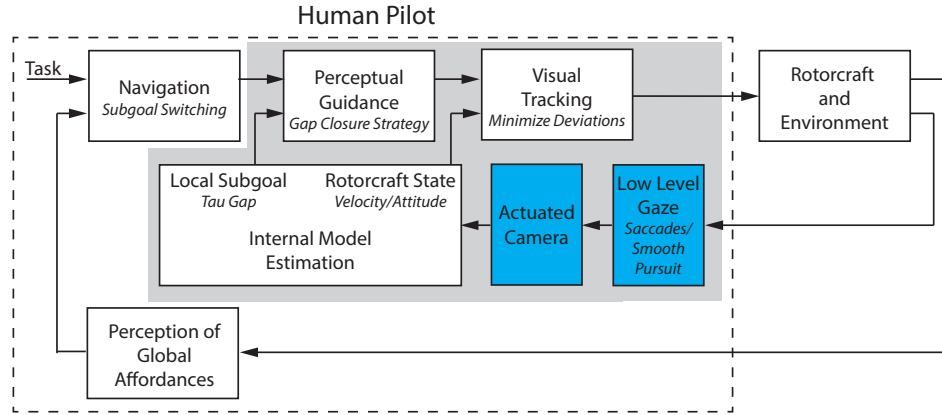 Human Pilot
Task
Navigation
Subgoal Switching
Perceptual
Guidance
Gap Closure Strategy
Visual
Tracking
Minimize Deviations
Rotorcraft
and
Environment
Local Subgoal
Tau Gap
Rotorcraft State
Velocity/Attitude
Internal Model
Estimation
Actuated
Camera
Low Level
Gaze
Saccades/
Smooth
Pursuit
Perception of
Global
Affordances